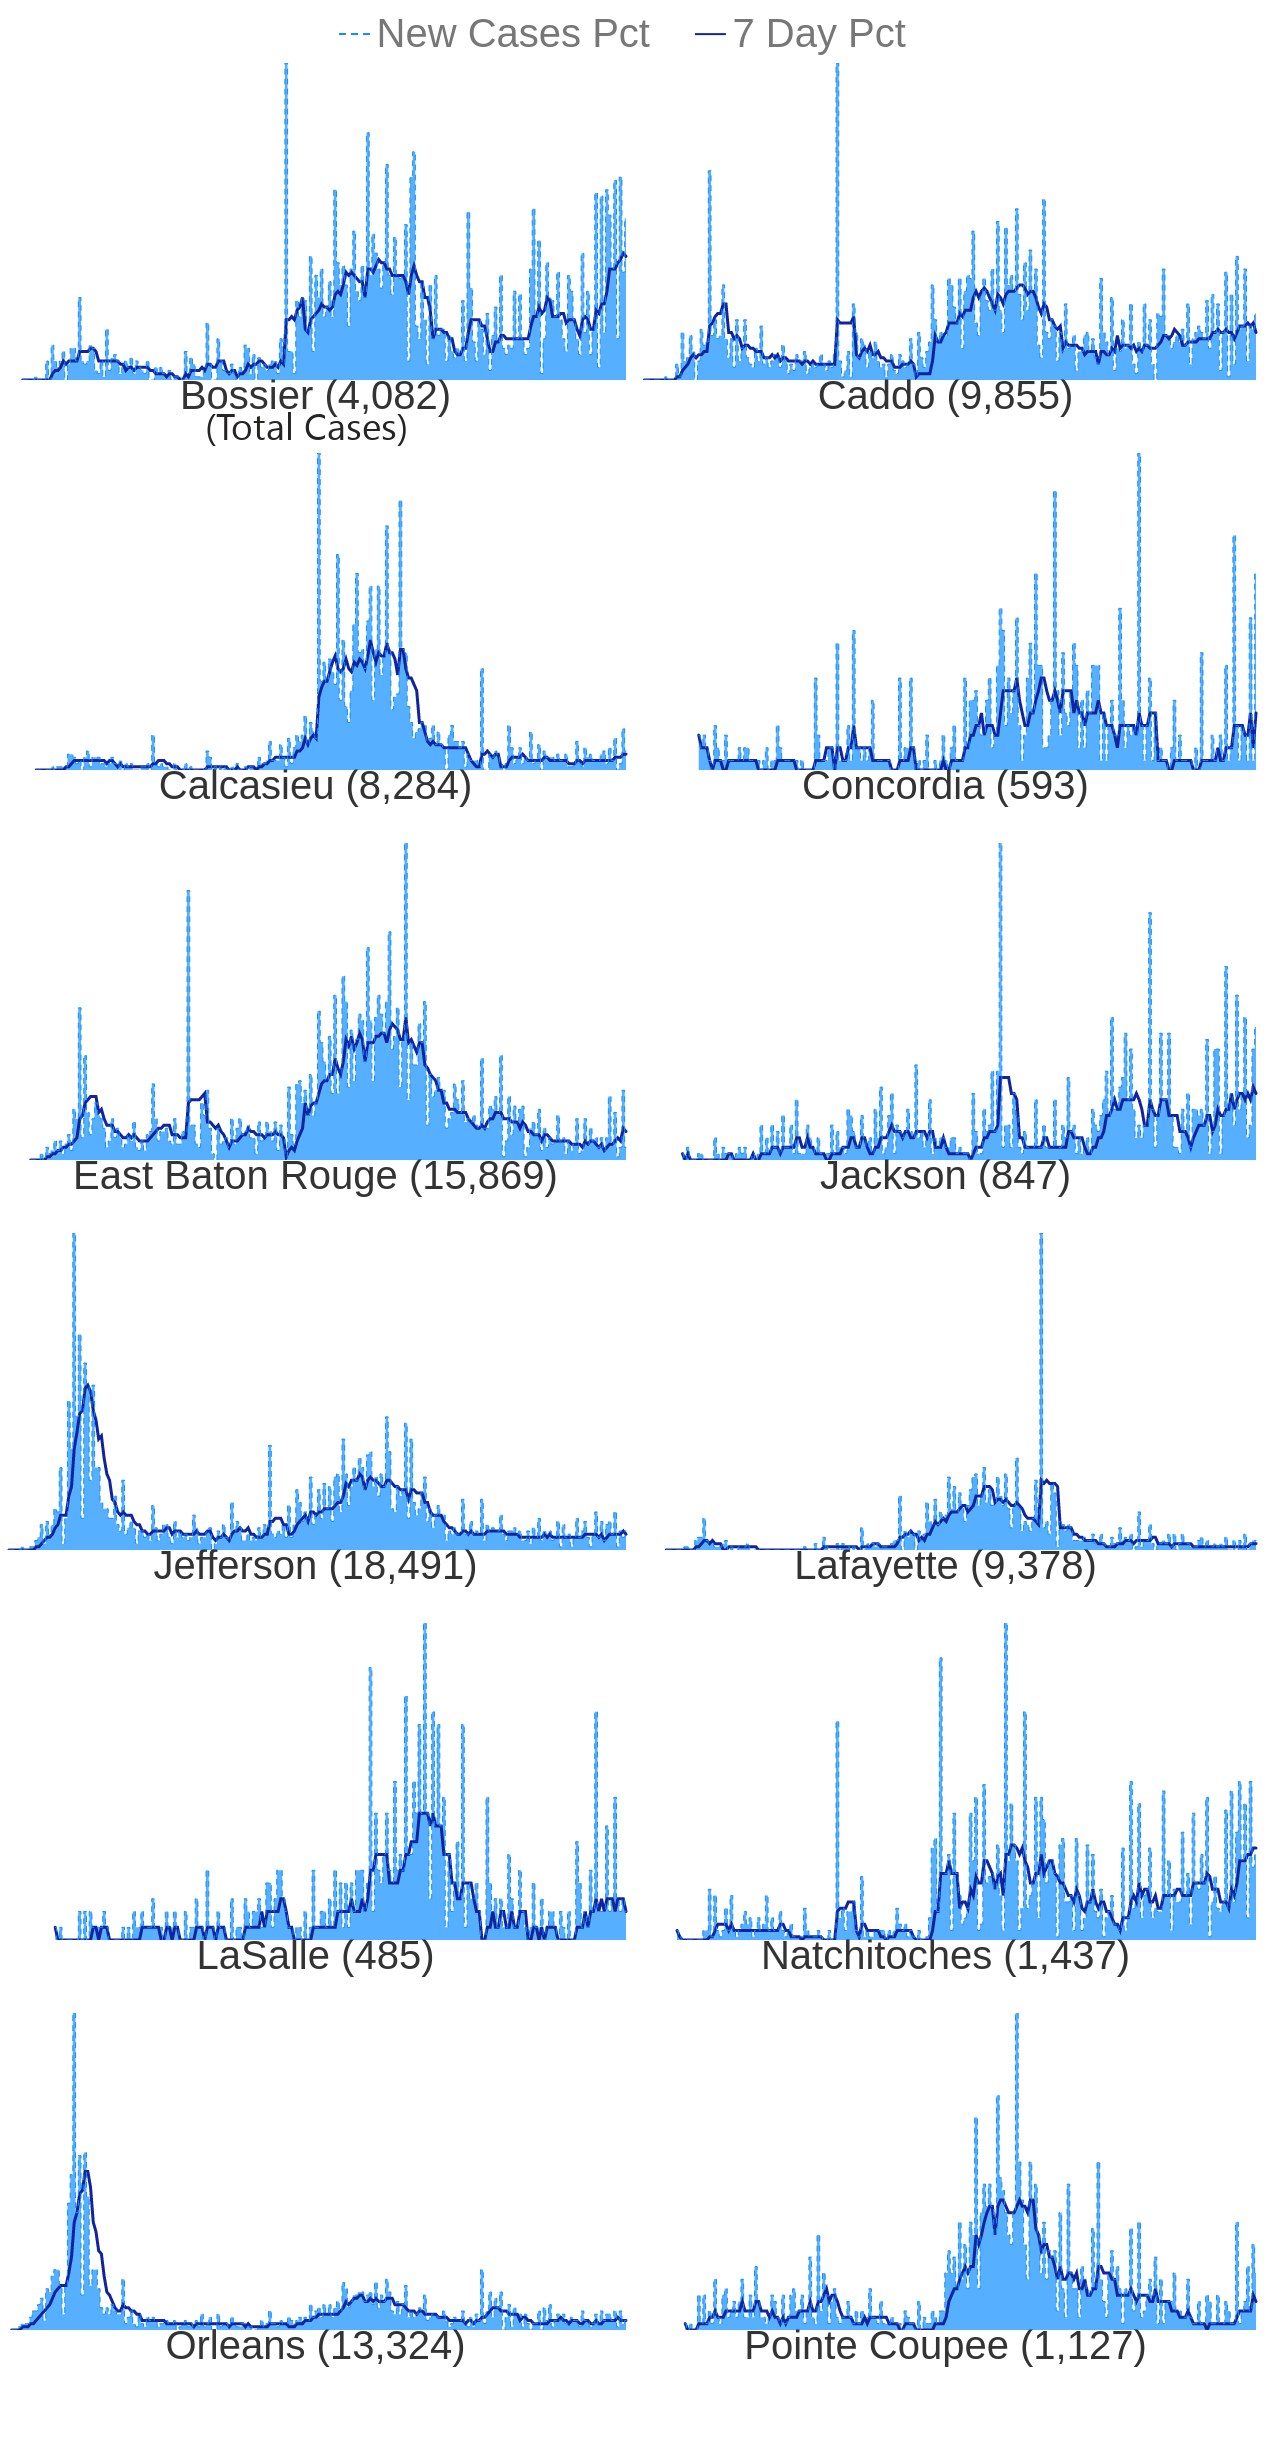 New Cases Pct 7 Day Pct
Bossier (4,082) Caddo (9,855)
(Total Cases)
Calcasieu (8,284) Concordia (593)
East Baton Rouge (15,869) Jackson (847)
Jefferson (18,491) Lafayette (9,378)
LaSalle (485) Natchitoches (1,437)
Orleans (13,324) Pointe Coupee (1,127)